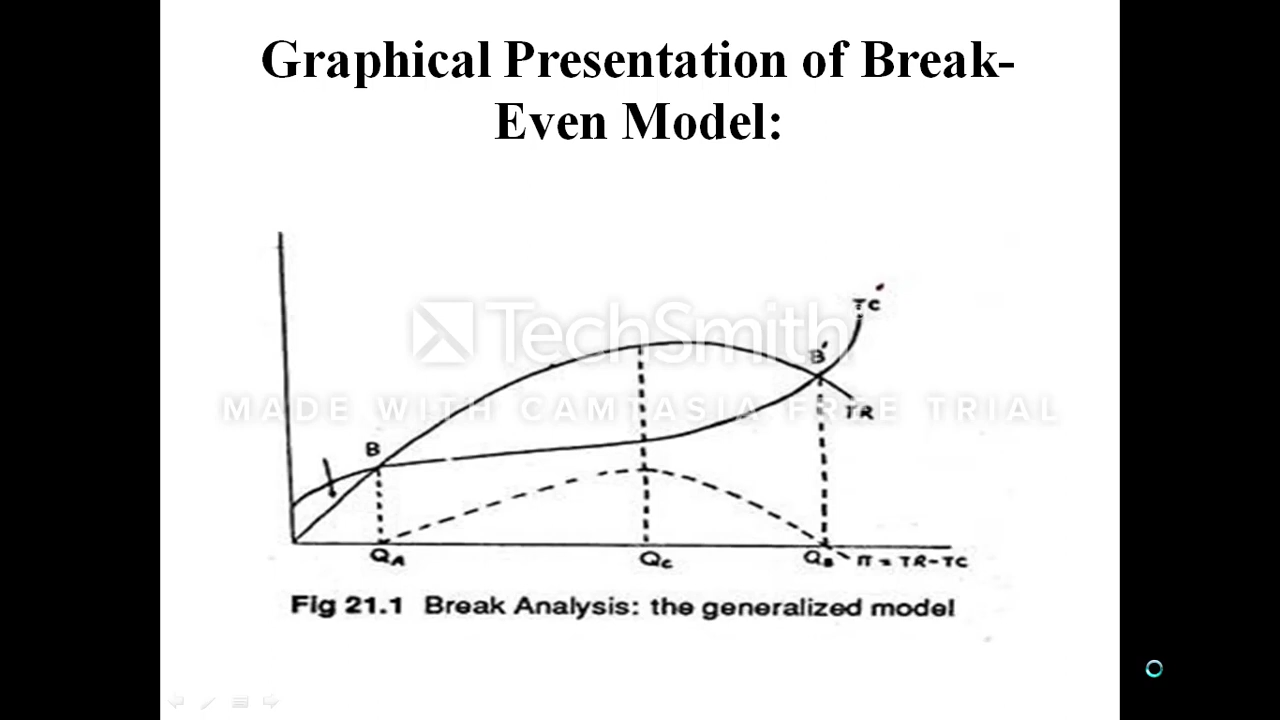 Graphical Presentation of Break-
Even Model:
TechSmith
MADE WITH CAMTASIA FREE TRIAL
TC
B'
TR
B
QA
QC
QB
π = TR-TC
Fig 21.1 Break Analysis: the generalized model